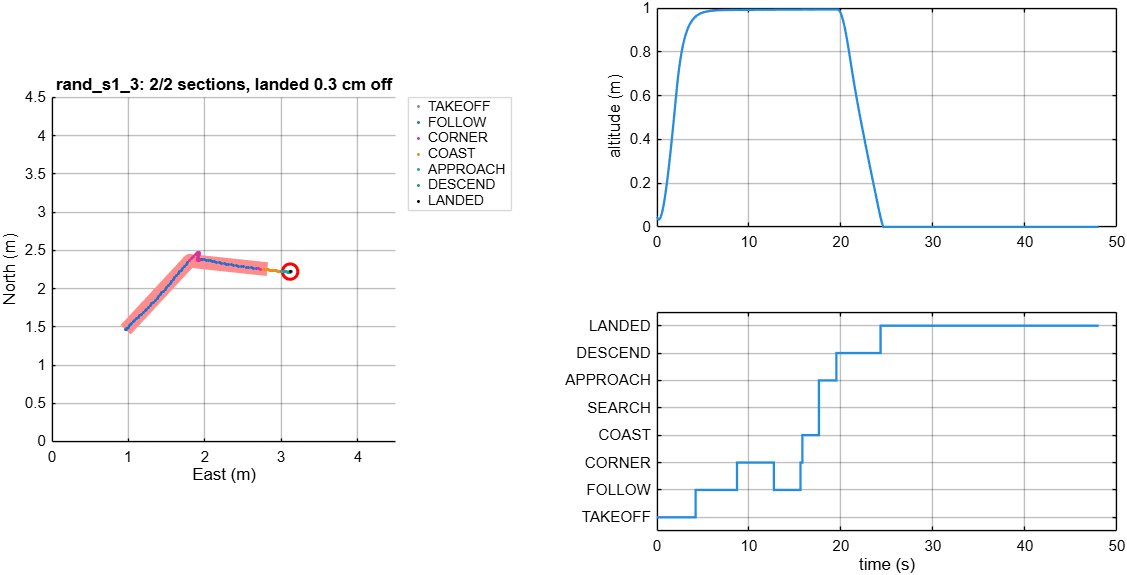 rand_s1_3: 2/2 sections, landed 0.3 cm off
4.5
4
3.5
3
2.5
2
1.5
1
0.5
0
North (m)
0
1
2
3
4
East (m)
TAKEOFF
FOLLOW
CORNER
COAST
APPROACH
DESCEND
LANDED
1
0.8
0.6
0.4
0.2
0
altitude (m)
0
10
20
30
40
50
LANDED
DESCEND
APPROACH
SEARCH
COAST
CORNER
FOLLOW
TAKEOFF
0
10
20
30
40
50
time (s)